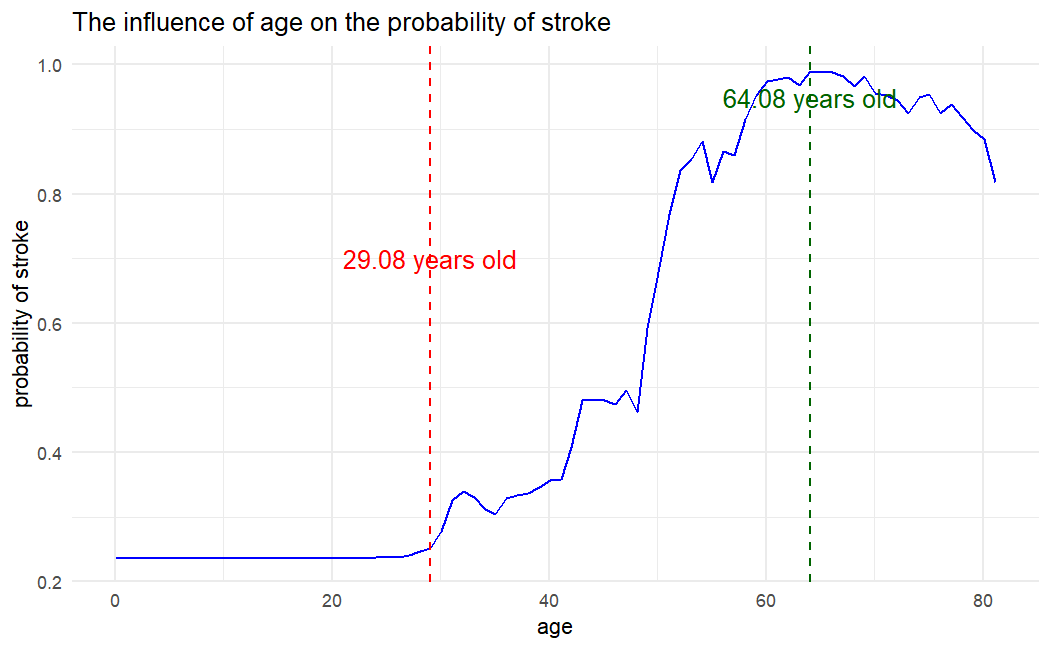 The influence of age on the probability of stroke
probability of stroke
1.0
0.8
0.6
0.4
0.2
64.08 years old
29.08 years old
0
20
40
60
80
age